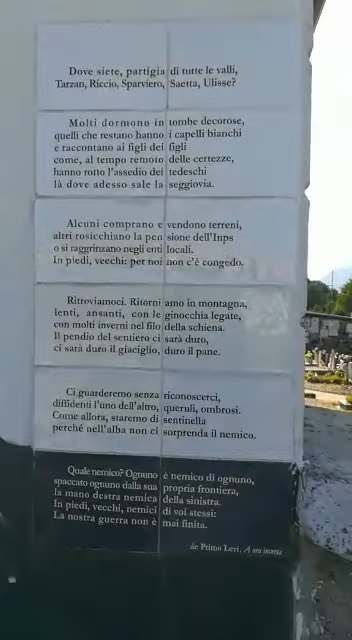 Dove siete, partigia di tutte le valli,
Tarzan, Riccio, Sparviero, Saetta, Ulisse?
Molti dormono in tombe decorose,
quelli che restano hanno i capelli bianchi
e raccontano ai figli dei figli
come, al tempo remoto delle certezze,
hanno rotto l'assedio dei tedeschi
là dove adesso sale la seggiovia.
Alcuni comprano e vendono terreni,
altri rosicchiano la pensione dell'Inps
o si raggrinzano negli enti locali.
In piedi, vecchi: per noi non c'è congedo.
Ritroviamoci. Ritorniamo in montagna,
lenti, ansanti, con le ginocchia legate,
con molti inverni nel filo della schiena.
Il pendio del sentiero ci sarà duro,
ci sarà duro il giaciglio, duro il pane.
Ci guarderemo senza riconoscerci,
diffidenti l'uno dell'altro, queruli, ombrosi.
Come allora, staremo di sentinella
perché nell'alba non ci sorprenda il nemico.
Quale nemico? Ognuno è nemico di ognuno,
spaccato ognuno dalla sua propria frontiera,
la mano destra nemica della sinistra.
In piedi, vecchi, nemici di voi stessi:
La nostra guerra non è mai finita.
da: Primo Levi, A ora incerta